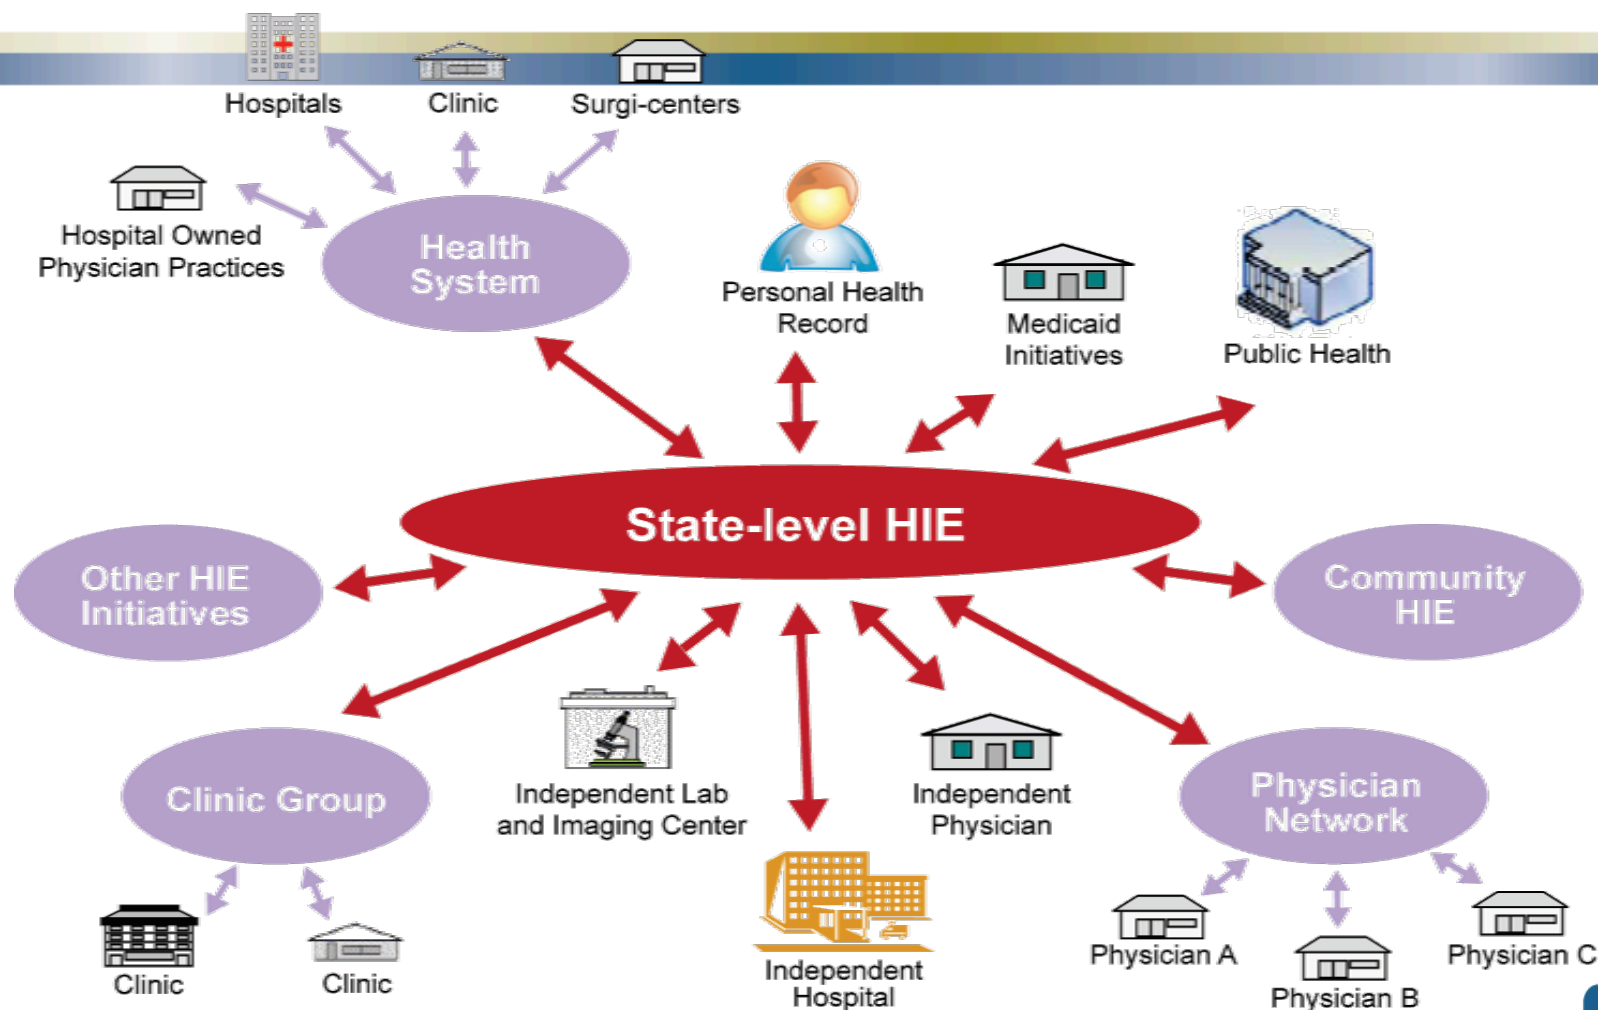 Hospitals
Clinic
Surgi-centers
Hospital Owned
Physician Practices
Health
System
Personal Health
Record
Medicaid
Initiatives
Public Health
State-level HIE
Other HIE
Initiatives
Community
HIE
Clinic Group
Independent Lab
and Imaging Center
Independent
Physician
Physician
Network
Clinic
Clinic
Independent
Hospital
Physician A
Physician B
Physician C